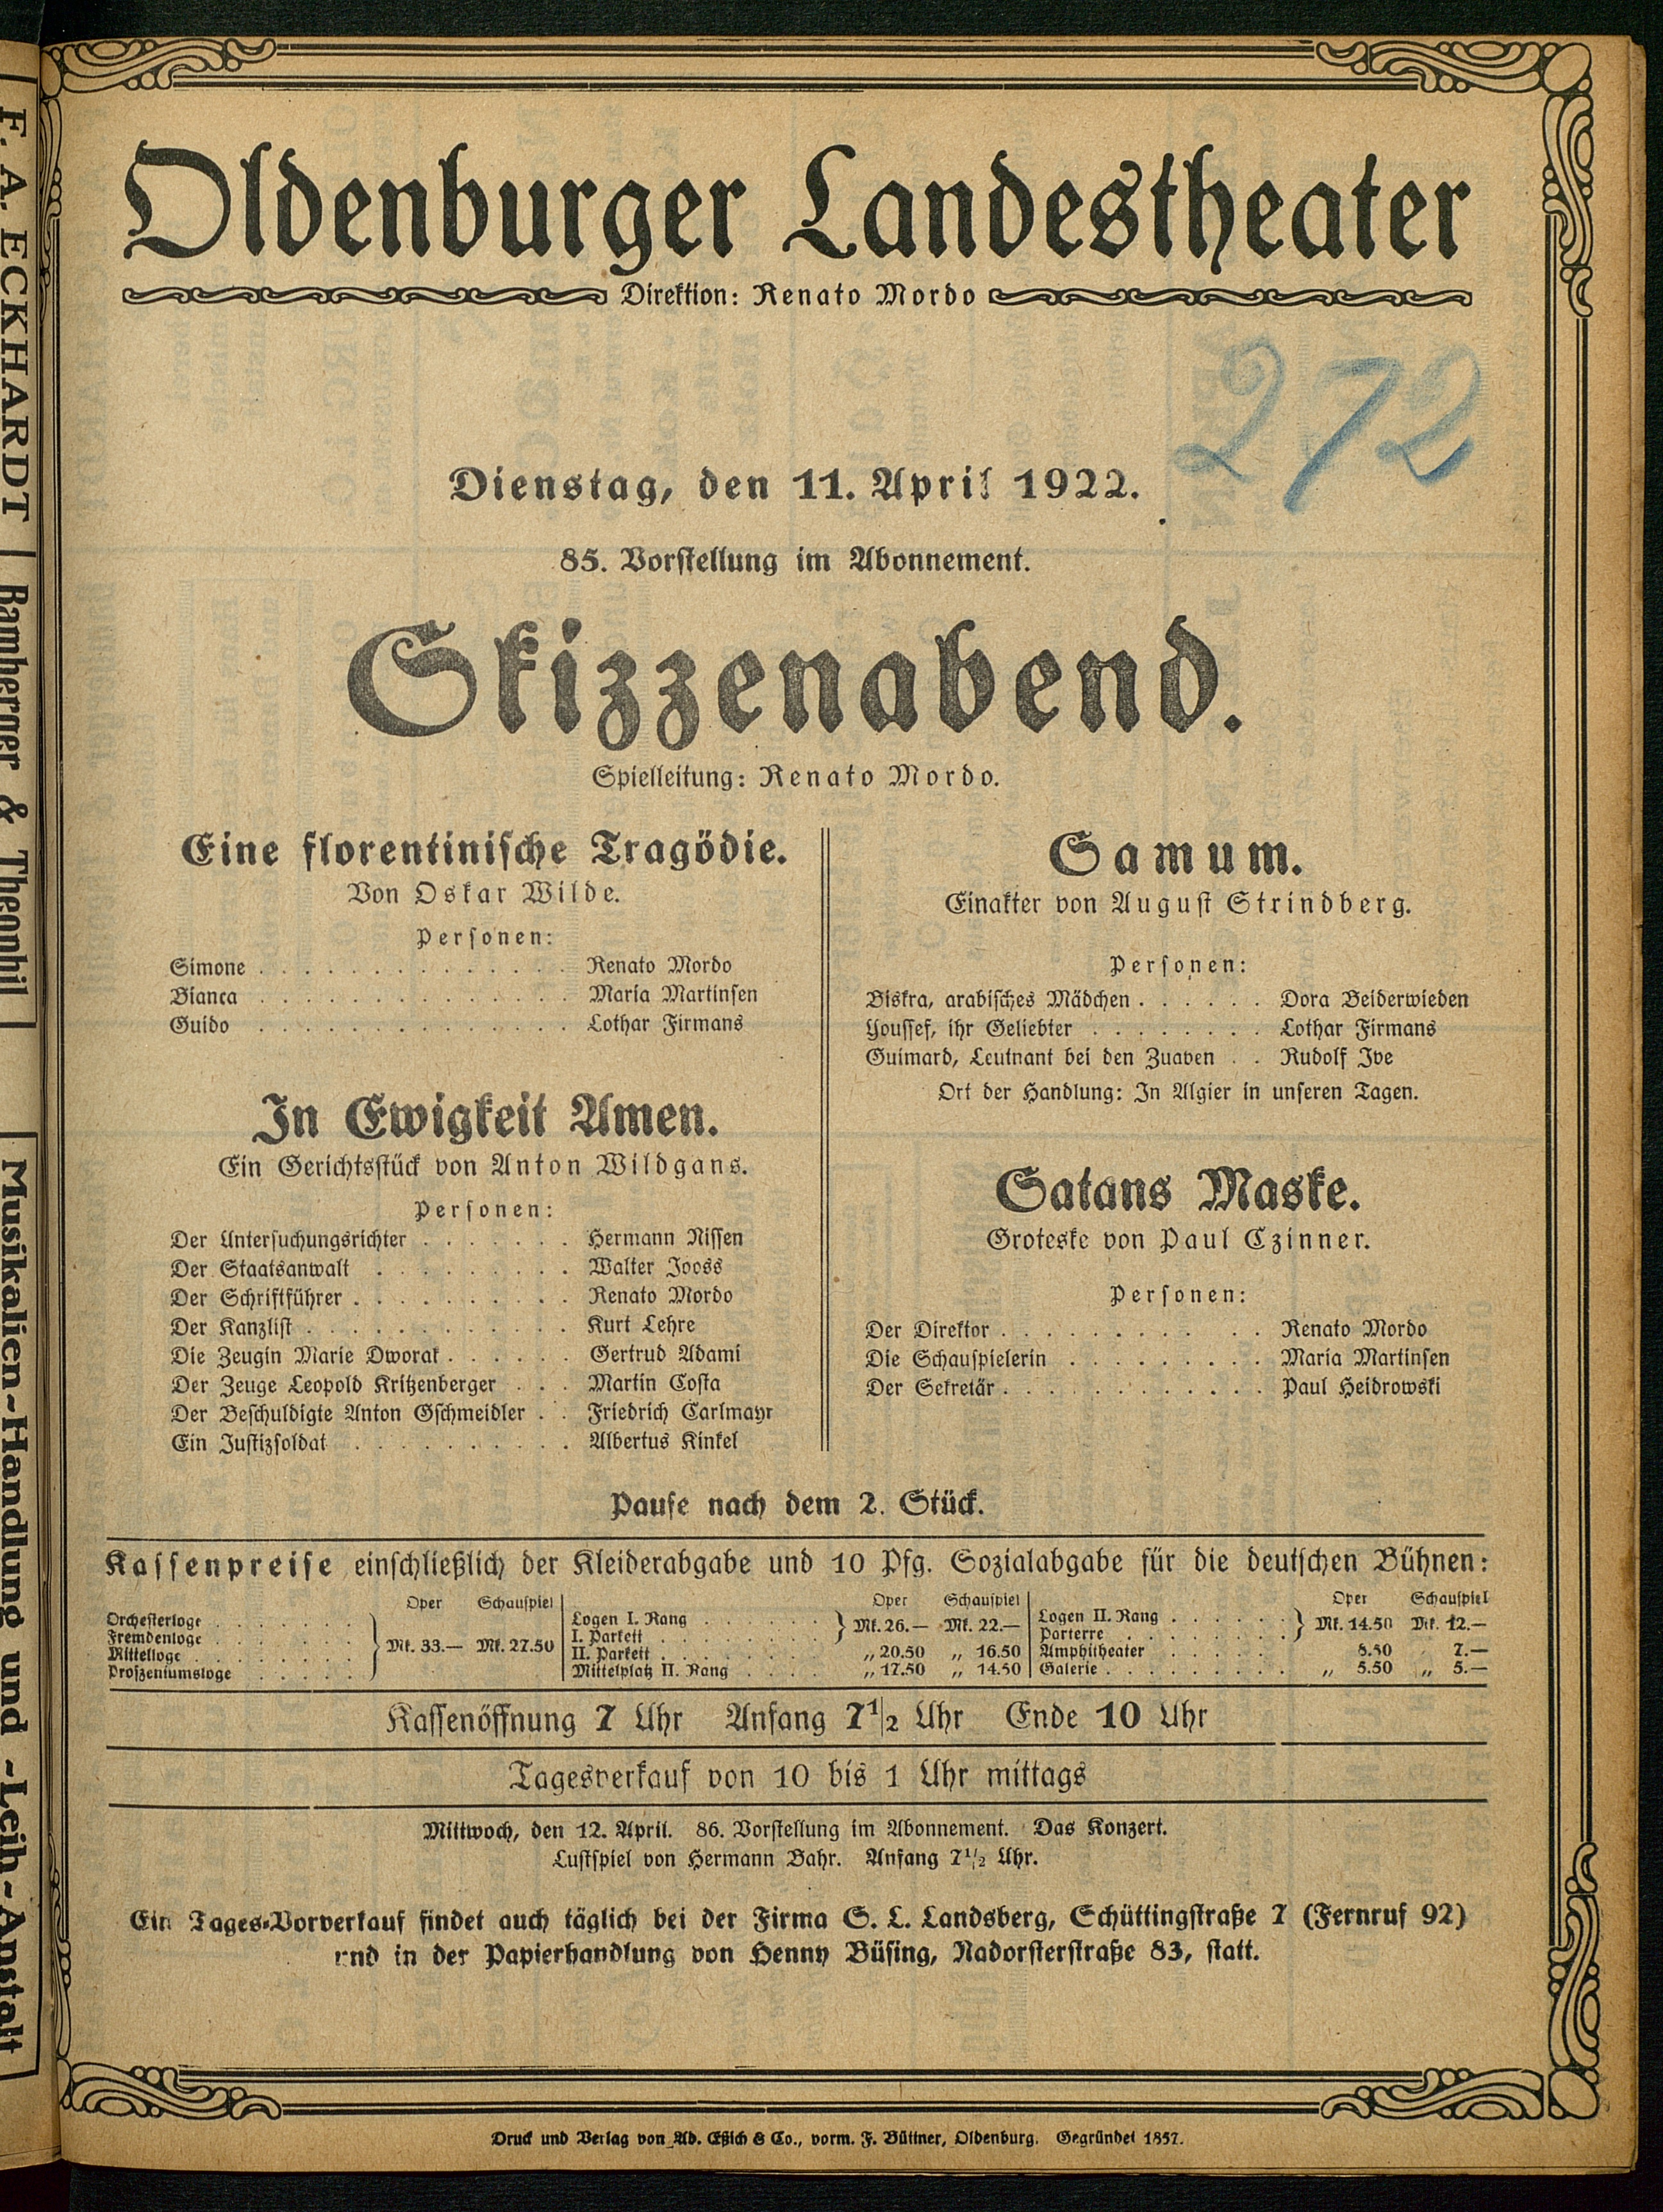 Oldenburger Landestheater
Direktion: Renato Mordo
272
Dienstag, den 11. April 1922.
85. Vorstellung im Abonnement.
Skizzenabend.
Spielleitung: Renato Mordo.
Eine florentinische Tragödie.
Von Oskar Wilde.
Personen:
Simone . . . . . . . . . . . . . . Renato Mordo
Bianca . . . . . . . . . . . . . . Maria Martinsen
Guido . . . . . . . . . . . . . . Lothar Firmans
In Ewigkeit Amen.
Ein Gerichtsstück von Anton Wildgans.
Personen:
Der Untersuchungsrichter . . . . . . . Hermann Nissen
Der Staatsanwalt . . . . . . . . . Walter Jooss
Der Schriftführer . . . . . . . . . . Renato Mordo
Der Kanzlist . . . . . . . . . . . . Kurt Lehre
Die Zeugin Marie Dworak . . . . . . Gertrud Adami
Der Zeuge Leopold Kritzenberger . . . Martin Costa
Der Beschuldigte Anton Gschmeidler . . Friedrich Carlmayr
Ein Justizsoldat . . . . . . . . . . Albertus Kinkel
Samum.
Einakter von August Strindberg.
Personen:
Biskra, arabisches Mädchen . . . . . . Dora Beiderwieden
Youssef, ihr Geliebter . . . . . . . . Lothar Firmans
Guimard, Leutnant bei den Zuaven . . Rudolf Ive
Ort der Handlung: In Algier in unseren Tagen.
Satans Maske.
Groteske von Paul Czinner.
Personen:
Der Direktor . . . . . . . . . . . Renato Mordo
Die Schauspielerin . . . . . . . . . Maria Martinsen
Der Sekretär . . . . . . . . . . . . Paul Heidrowski
Pause nach dem 2. Stück.
Kassenpreise einschließlich der Kleiderabgabe und 10 Pfg. Sozialabgabe für die deutschen Bühnen:
Oper Schauspiel
Orchesterloge . . . . . . .
Fremdenloge . . . . . . .
Mittelloge . . . . . . . .
Proszeniumsloge . . . . .
Mk. 33.— Mk. 27.50
Oper Schauspiel
Logen I. Rang . . . . . .
I. Parkett . . . . . . . .
Mk. 26.— Mk. 22.—
II. Parkett . . . . . . . . „ 20.50 „ 16.50
Mittelplatz II. Rang . . . . „ 17.50 „ 14.50
Oper Schauspiel
Logen II. Rang . . . . . .
Parterre . . . . . . . .
Mk. 14.50 Mk. 12.—
Amphitheater . . . . . 8.50 7.—
Galerie . . . . . . . . . „ 5.50 „ 5.—
Kassenöffnung 7 Uhr Anfang 7½ Uhr Ende 10 Uhr
Tagesverkauf von 10 bis 1 Uhr mittags
Mittwoch, den 12. April. 86. Vorstellung im Abonnement. Das Konzert.
Lustspiel von Hermann Bahr. Anfang 7½ Uhr.
Ein Tages-Vorverkauf findet auch täglich bei der Firma S. L. Landsberg, Schüttingstraße 7 (Fernruf 92)
und in der Papierhandlung von Henny Büsing, Nadorsterstraße 83, statt.
Druck und Verlag von Ad. Eßich & Co., vorm. F. Büttner, Oldenburg. Gegründet 1857.
F. A. ECKHARDT
Bamberger & Theophil
Musikalien-Handlung und -Leih-Anstalt